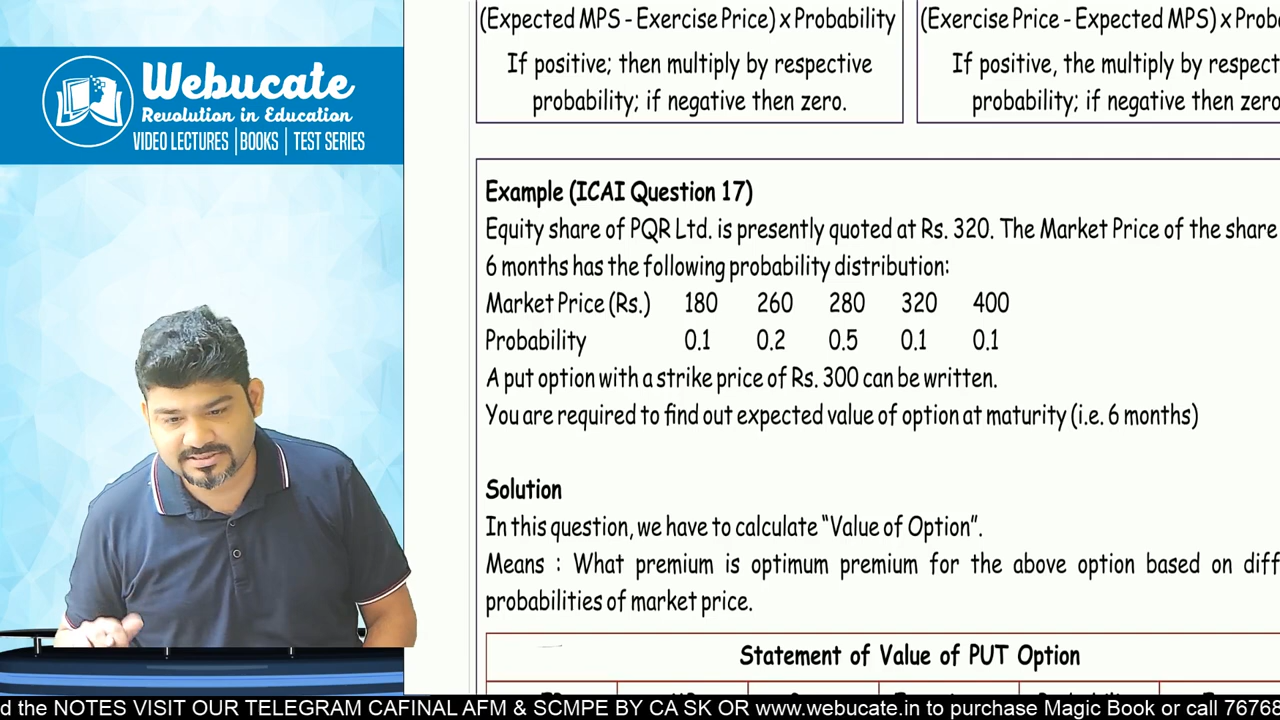 Webucate
Revolution in Education
VIDEO LECTURES | BOOKS | TEST SERIES
(Expected MPS - Exercise Price) x Probability
If positive; then multiply by respective
probability; if negative then zero.
(Exercise Price - Expected MPS) x Prob
If positive, the multiply by respect
probability; if negative then zero
Example (ICAI Question 17)
Equity share of PQR Ltd. is presently quoted at Rs. 320. The Market Price of the share
6 months has the following probability distribution:
Market Price (Rs.) 180 260 280 320 400
Probability 0.1 0.2 0.5 0.1 0.1
A put option with a strike price of Rs. 300 can be written.
You are required to find out expected value of option at maturity (i.e. 6 months)
Solution
In this question, we have to calculate “Value of Option”.
Means : What premium is optimum premium for the above option based on diff
probabilities of market price.
Statement of Value of PUT Option
d the NOTES VISIT OUR TELEGRAM CAFINAL AFM & SCMPE BY CA SK OR www.webucate.in to purchase Magic Book or call 7676